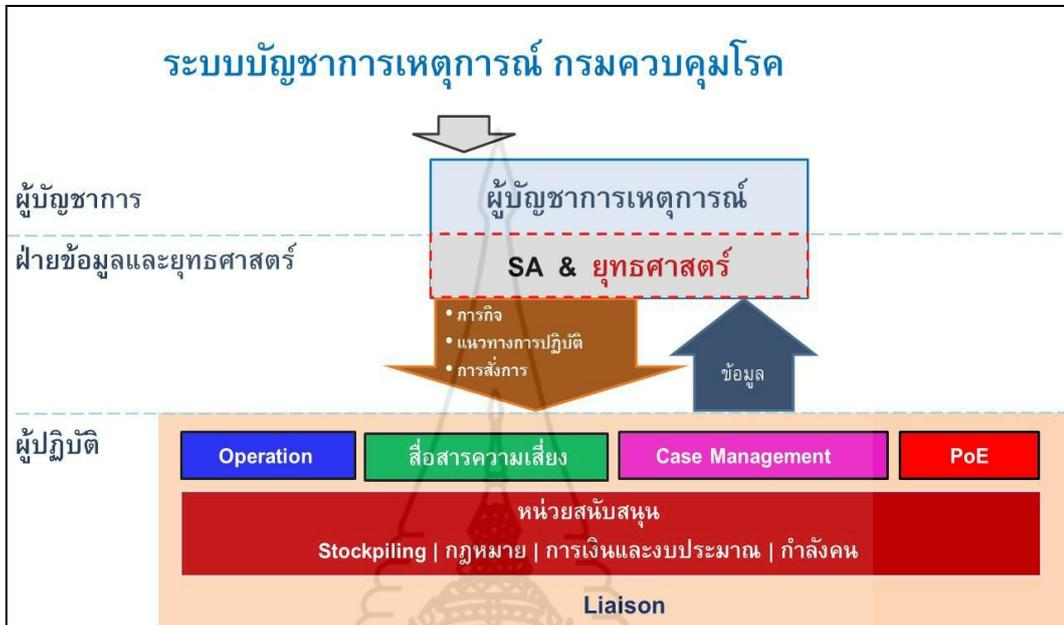 ระบบบัญชาการเหตุการณ์ กรมควบคุมโรค
ผู้บัญชาการ
ผู้บัญชาการเหตุการณ์
ฝ่ายข้อมูลและยุทธศาสตร์
SA & ยุทธศาสตร์
• ภารกิจ
• แนวทางการปฏิบัติ
• การสั่งการ
ข้อมูล
ผู้ปฏิบัติ
Operation
สื่อสารความเสี่ยง
Case Management
PoE
หน่วยสนับสนุน
Stockpiling | กฎหมาย | การเงินและงบประมาณ | กำลังคน
Liaison